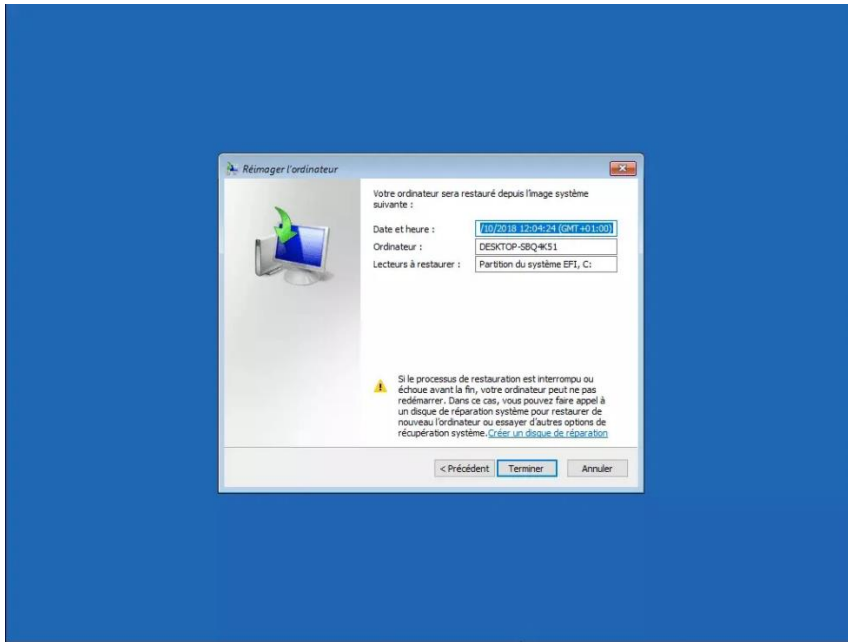 Réimager l'ordinateur
Votre ordinateur sera restauré depuis l'image système
suivante :
Date et heure :
/10/2018 12:04:24 (GMT+01:00)
Ordinateur :
DESKTOP-SBQ4K51
Lecteurs à restaurer :
Partition du système EFI, C:
Si le processus de restauration est interrompu ou
échoue avant la fin, votre ordinateur peut ne pas
redémarrer. Dans ce cas, vous pouvez faire appel à
un disque de réparation système pour restaurer de
nouveau l'ordinateur ou essayer d'autres options de
récupération système. Créer un disque de réparation
< Précédent
Terminer
Annuler